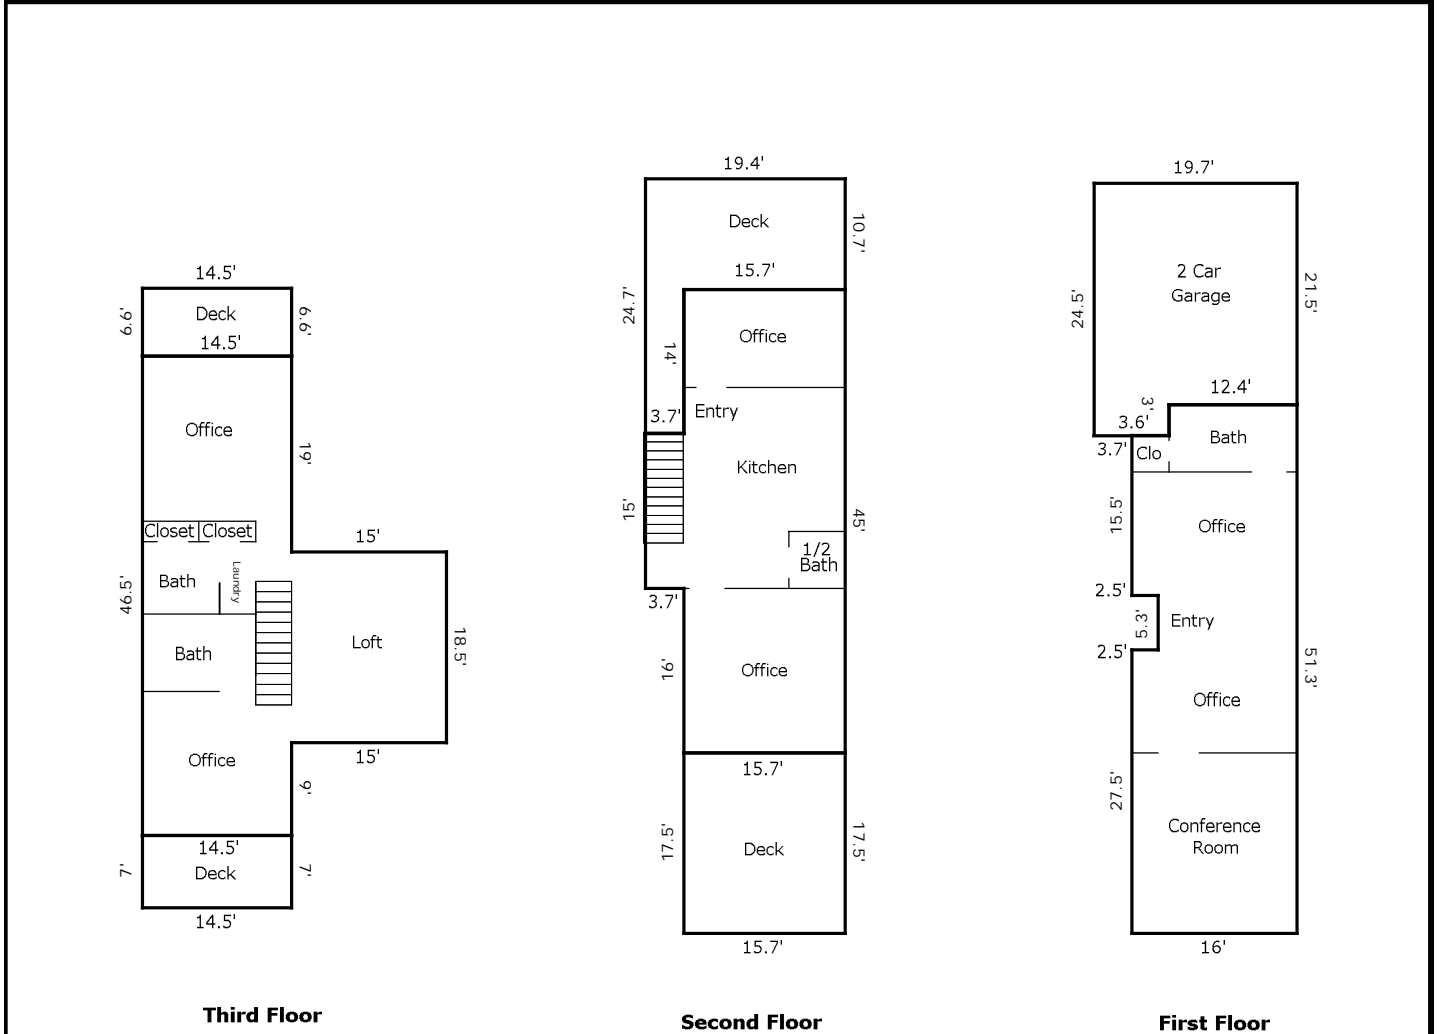 14.5'
6.6'
Deck
6.6'
14.5'
Office
19'
Closet
Closet
15'
46.5'
Bath
Laundry
Bath
Loft
18.5'
Office
15'
9'
14.5'
7'
Deck
7'
14.5'
Third Floor
19.4'
Deck
10.7'
15.7'
24.7'
Office
14'
3.7'
Entry
Kitchen
15'
45'
1/2
Bath
3.7'
16'
Office
15.7'
17.5'
Deck
17.5'
15.7'
Second Floor
19.7'
2 Car
Garage
24.5'
21.5'
12.4'
3'
3.6'
3.7'
Clo
Bath
15.5'
Office
2.5'
5.3'
Entry
2.5'
51.3'
Office
27.5'
Conference
Room
16'
First Floor